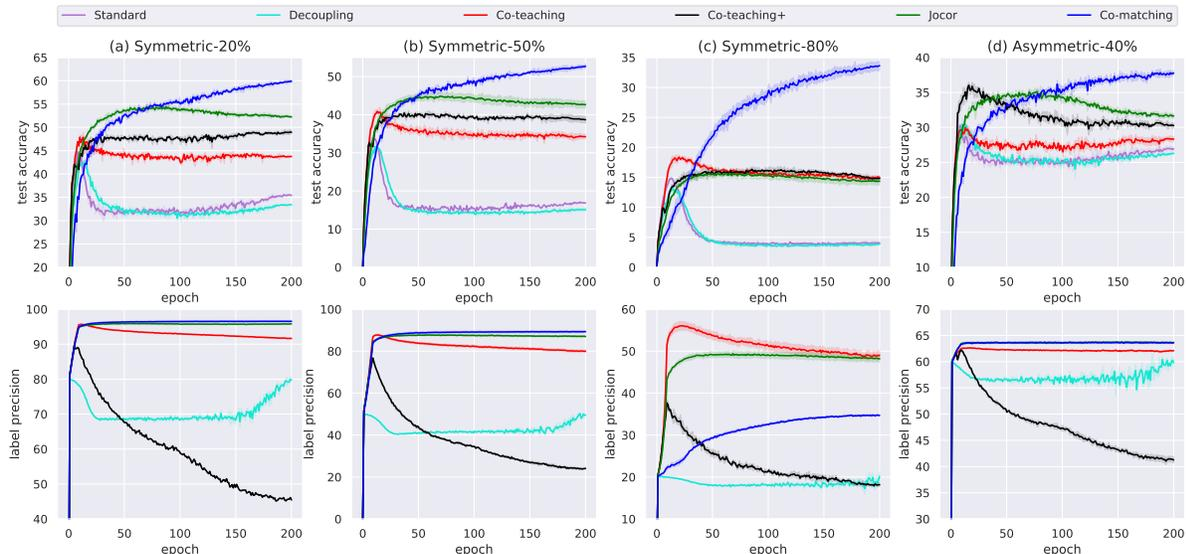 Standard Decoupling Co-teaching Co-teaching+ Jocor Co-matching
(a) Symmetric-20% (b) Symmetric-50% (c) Symmetric-80% (d) Asymmetric-40%
test accuracy
65
60
55
50
45
40
35
30
25
20
0 50 100 150 200
epoch
test accuracy
50
40
30
20
10
0
0 50 100 150 200
epoch
test accuracy
35
30
25
20
15
10
5
0
0 50 100 150 200
epoch
test accuracy
40
35
30
25
20
15
10
0 50 100 150 200
epoch
label precision
100
90
80
70
60
50
40
0 50 100 150 200
epoch
label precision
100
80
60
40
20
0
0 50 100 150 200
epoch
label precision
60
50
40
30
20
10
0 50 100 150 200
epoch
label precision
70
65
60
55
50
45
40
35
30
0 50 100 150 200
epoch